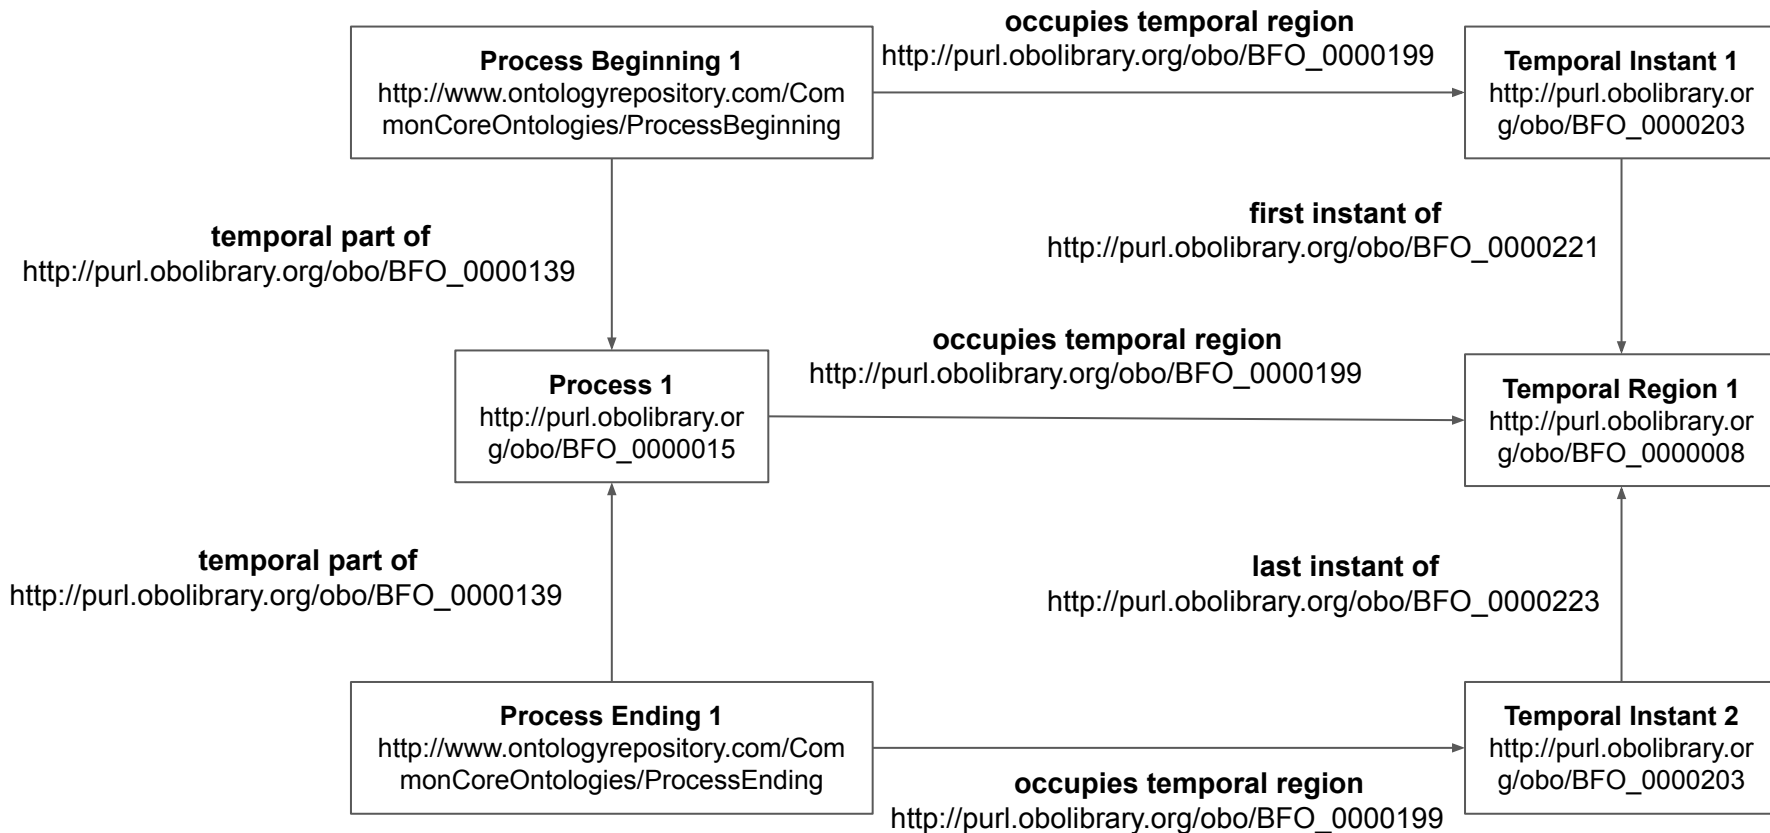 occupies temporal region
http://purl.obolibrary.org/obo/BFO_0000199
Process Beginning 1
http://www.ontologyrepository.com/Com
monCoreOntologies/ProcessBeginning
Temporal Instant 1
http://purl.obolibrary.or
g/obo/BFO_0000203
temporal part of
http://purl.obolibrary.org/obo/BFO_0000139
first instant of
http://purl.obolibrary.org/obo/BFO_0000221
occupies temporal region
http://purl.obolibrary.org/obo/BFO_0000199
Process 1
http://purl.obolibrary.or
g/obo/BFO_0000015
Temporal Region 1
http://purl.obolibrary.or
g/obo/BFO_0000008
temporal part of
http://purl.obolibrary.org/obo/BFO_0000139
last instant of
http://purl.obolibrary.org/obo/BFO_0000223
Process Ending 1
http://www.ontologyrepository.com/Com
monCoreOntologies/ProcessEnding
Temporal Instant 2
http://purl.obolibrary.or
g/obo/BFO_0000203
occupies temporal region
http://purl.obolibrary.org/obo/BFO_0000199